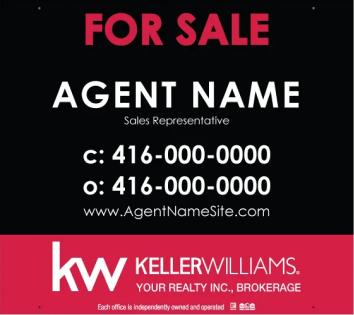 FOR SALE
AGENT NAME
Sales Representative
c: 416-000-0000
o: 416-000-0000
www.AgentNameSite.com
kw KELLERWILLIAMS.
YOUR REALTY INC., BROKERAGE
Each office is independently owned and operated